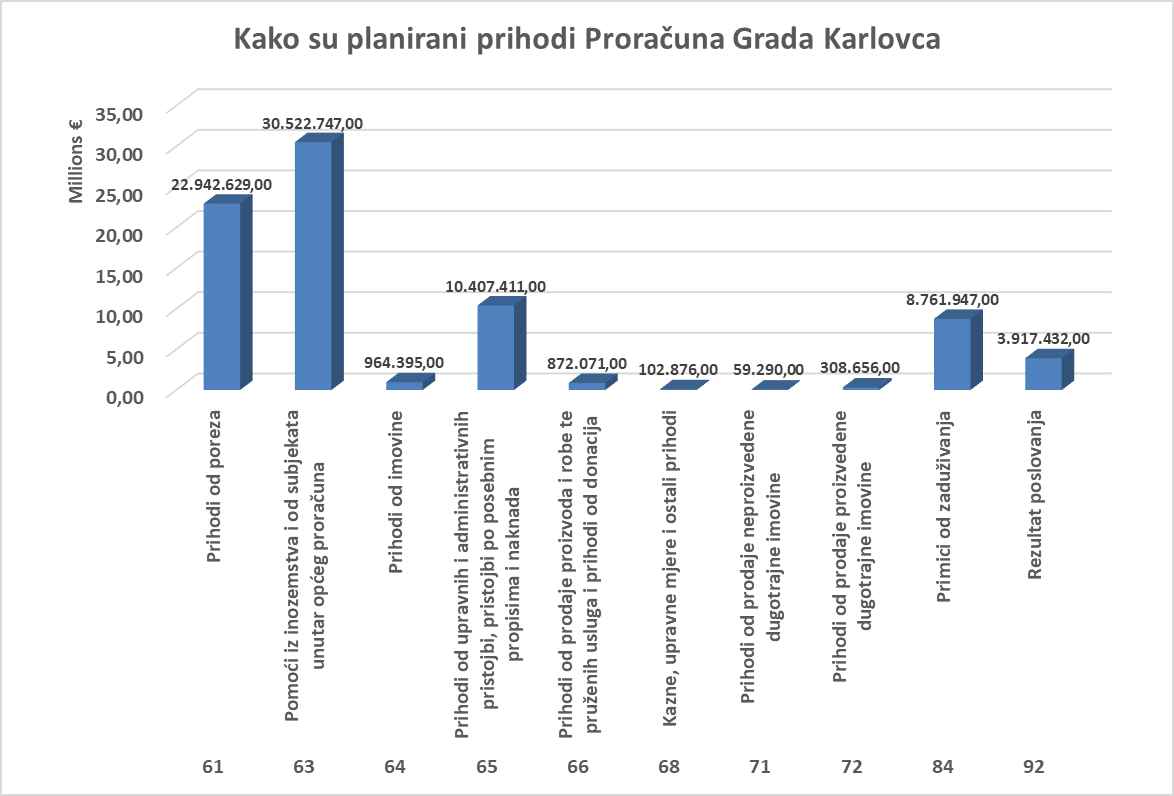 Kako su planirani prihodi Proračuna Grada Karlovca
Millions €
35,00
30,00
25,00
20,00
15,00
10,00
5,00
0,00
22.942.629,00
30.522.747,00
964.395,00
10.407.411,00
872.071,00
102.876,00
59.290,00
308.656,00
8.761.947,00
3.917.432,00
Prihodi od poreza
Pomoći iz inozemstva i od subjekata
unutar općeg proračuna
Prihodi od imovine
Prihodi od upravnih i administrativnih
pristojbi, pristojbi po posebnim
propisima i naknada
Prihodi od prodaje proizvoda i robe te
pruženih usluga i prihodi od donacija
Kazne, upravne mjere i ostali prihodi
Prihodi od prodaje neproizvedene
dugotrajne imovine
Prihodi od prodaje proizvedene
dugotrajne imovine
Primici od zaduživanja
Rezultat poslovanja
61
63
64
65
66
68
71
72
84
92